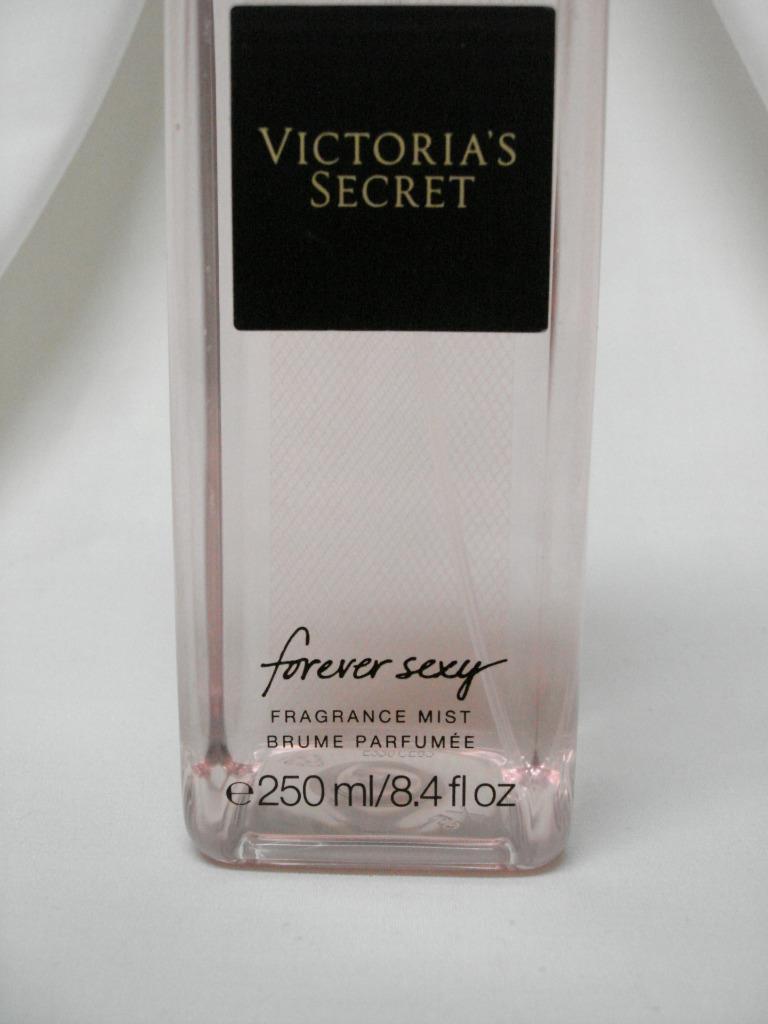 VICTORIA'S
SECRET
forever sexy
FRAGRANCE MIST
BRUME PARFUMÉE
℮250 ml/8.4 fl oz